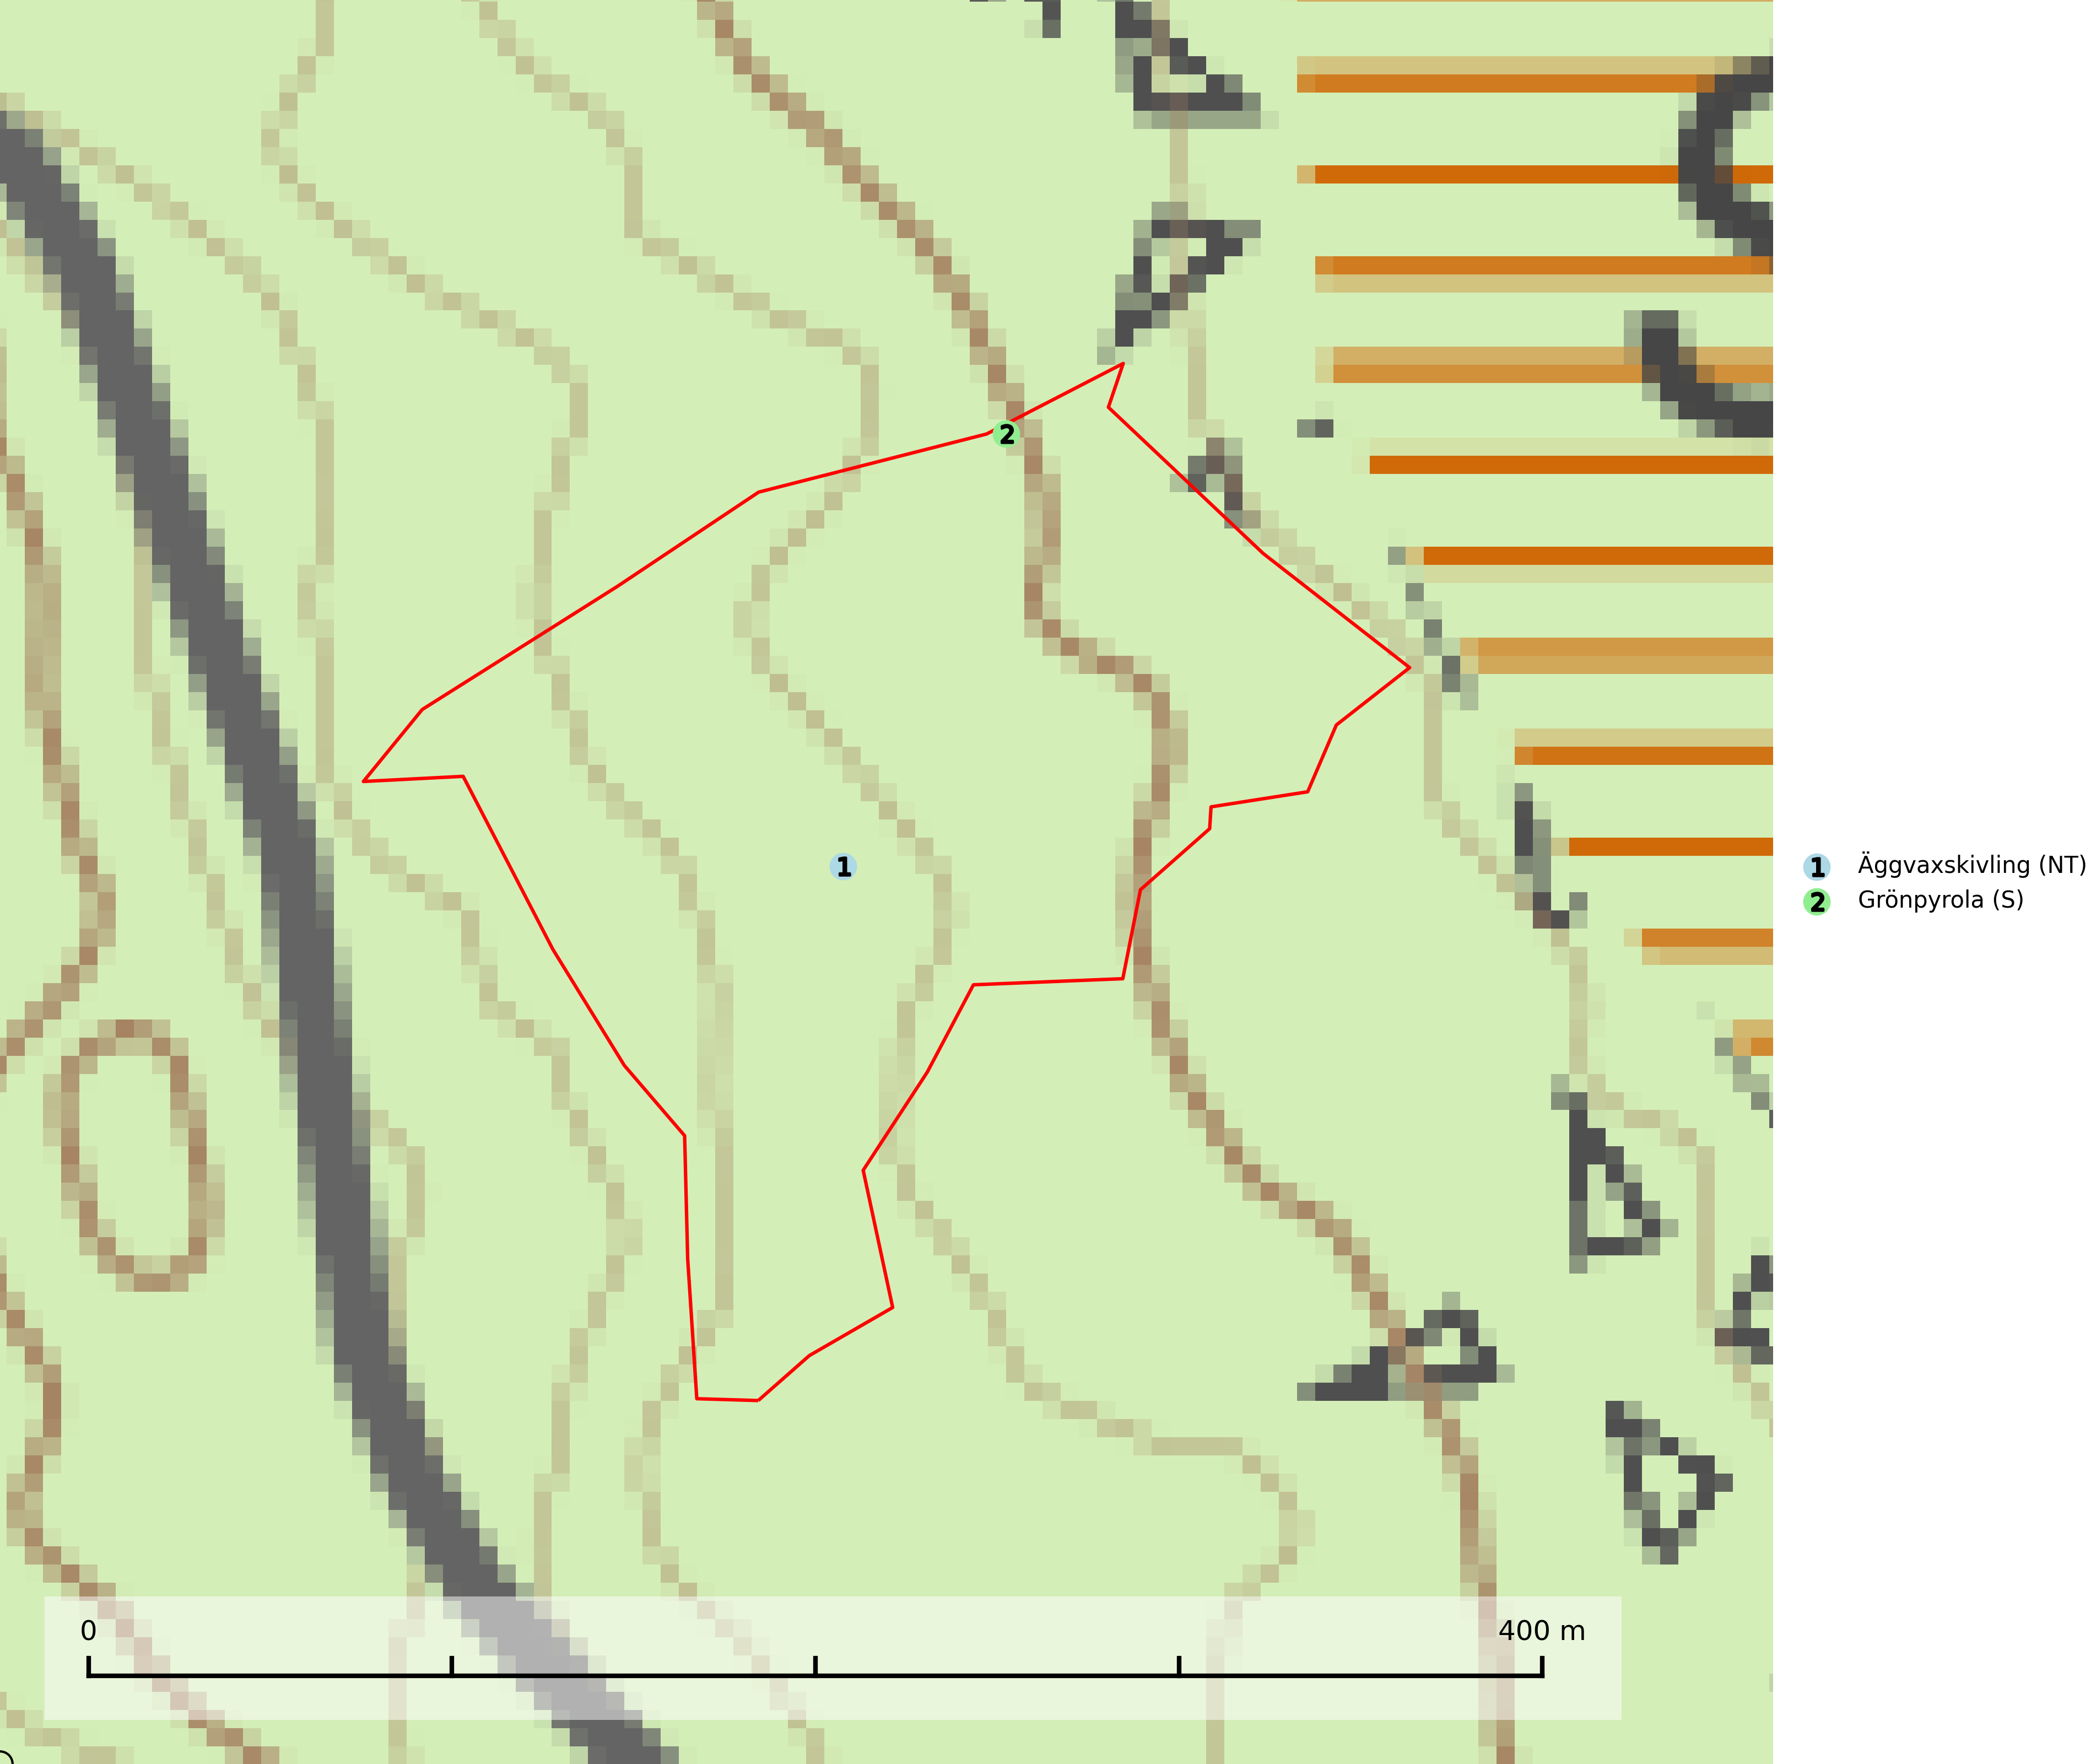 2
1
1 Äggvaxskivling (NT)
2 Grönpyrola (S)
0 400 m